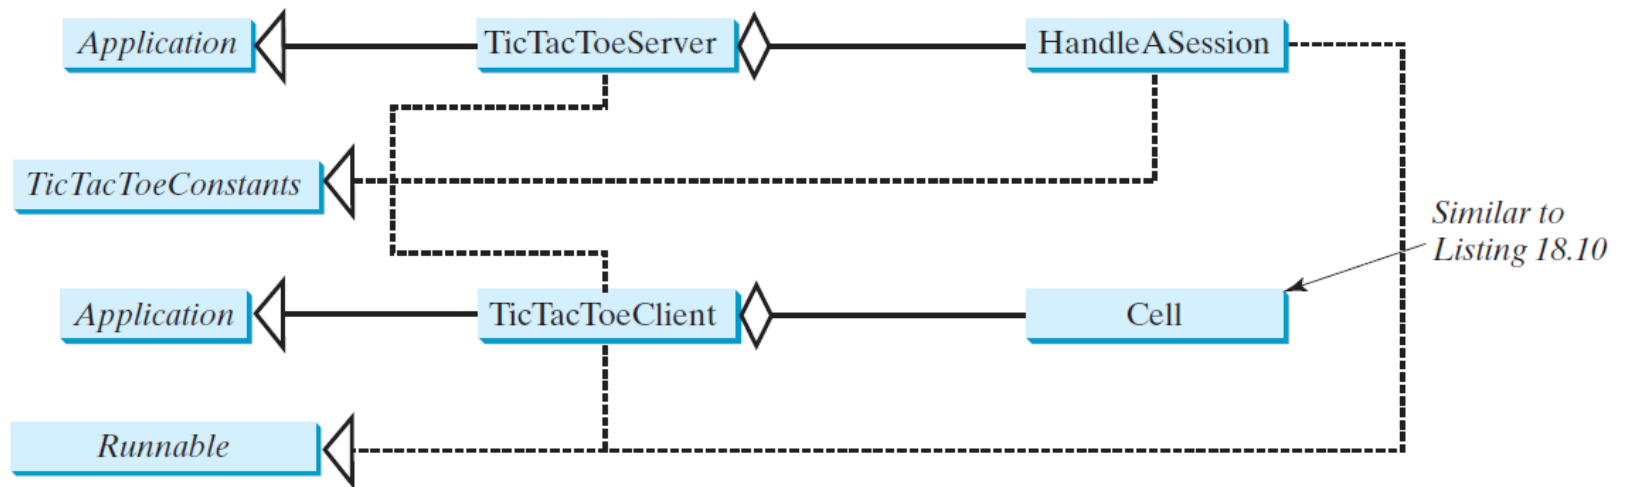 Application
TicTacToeServer
HandleASession
TicTacToeConstants
Similar to
Listing 18.10
Application
TicTacToeClient
Cell
Runnable